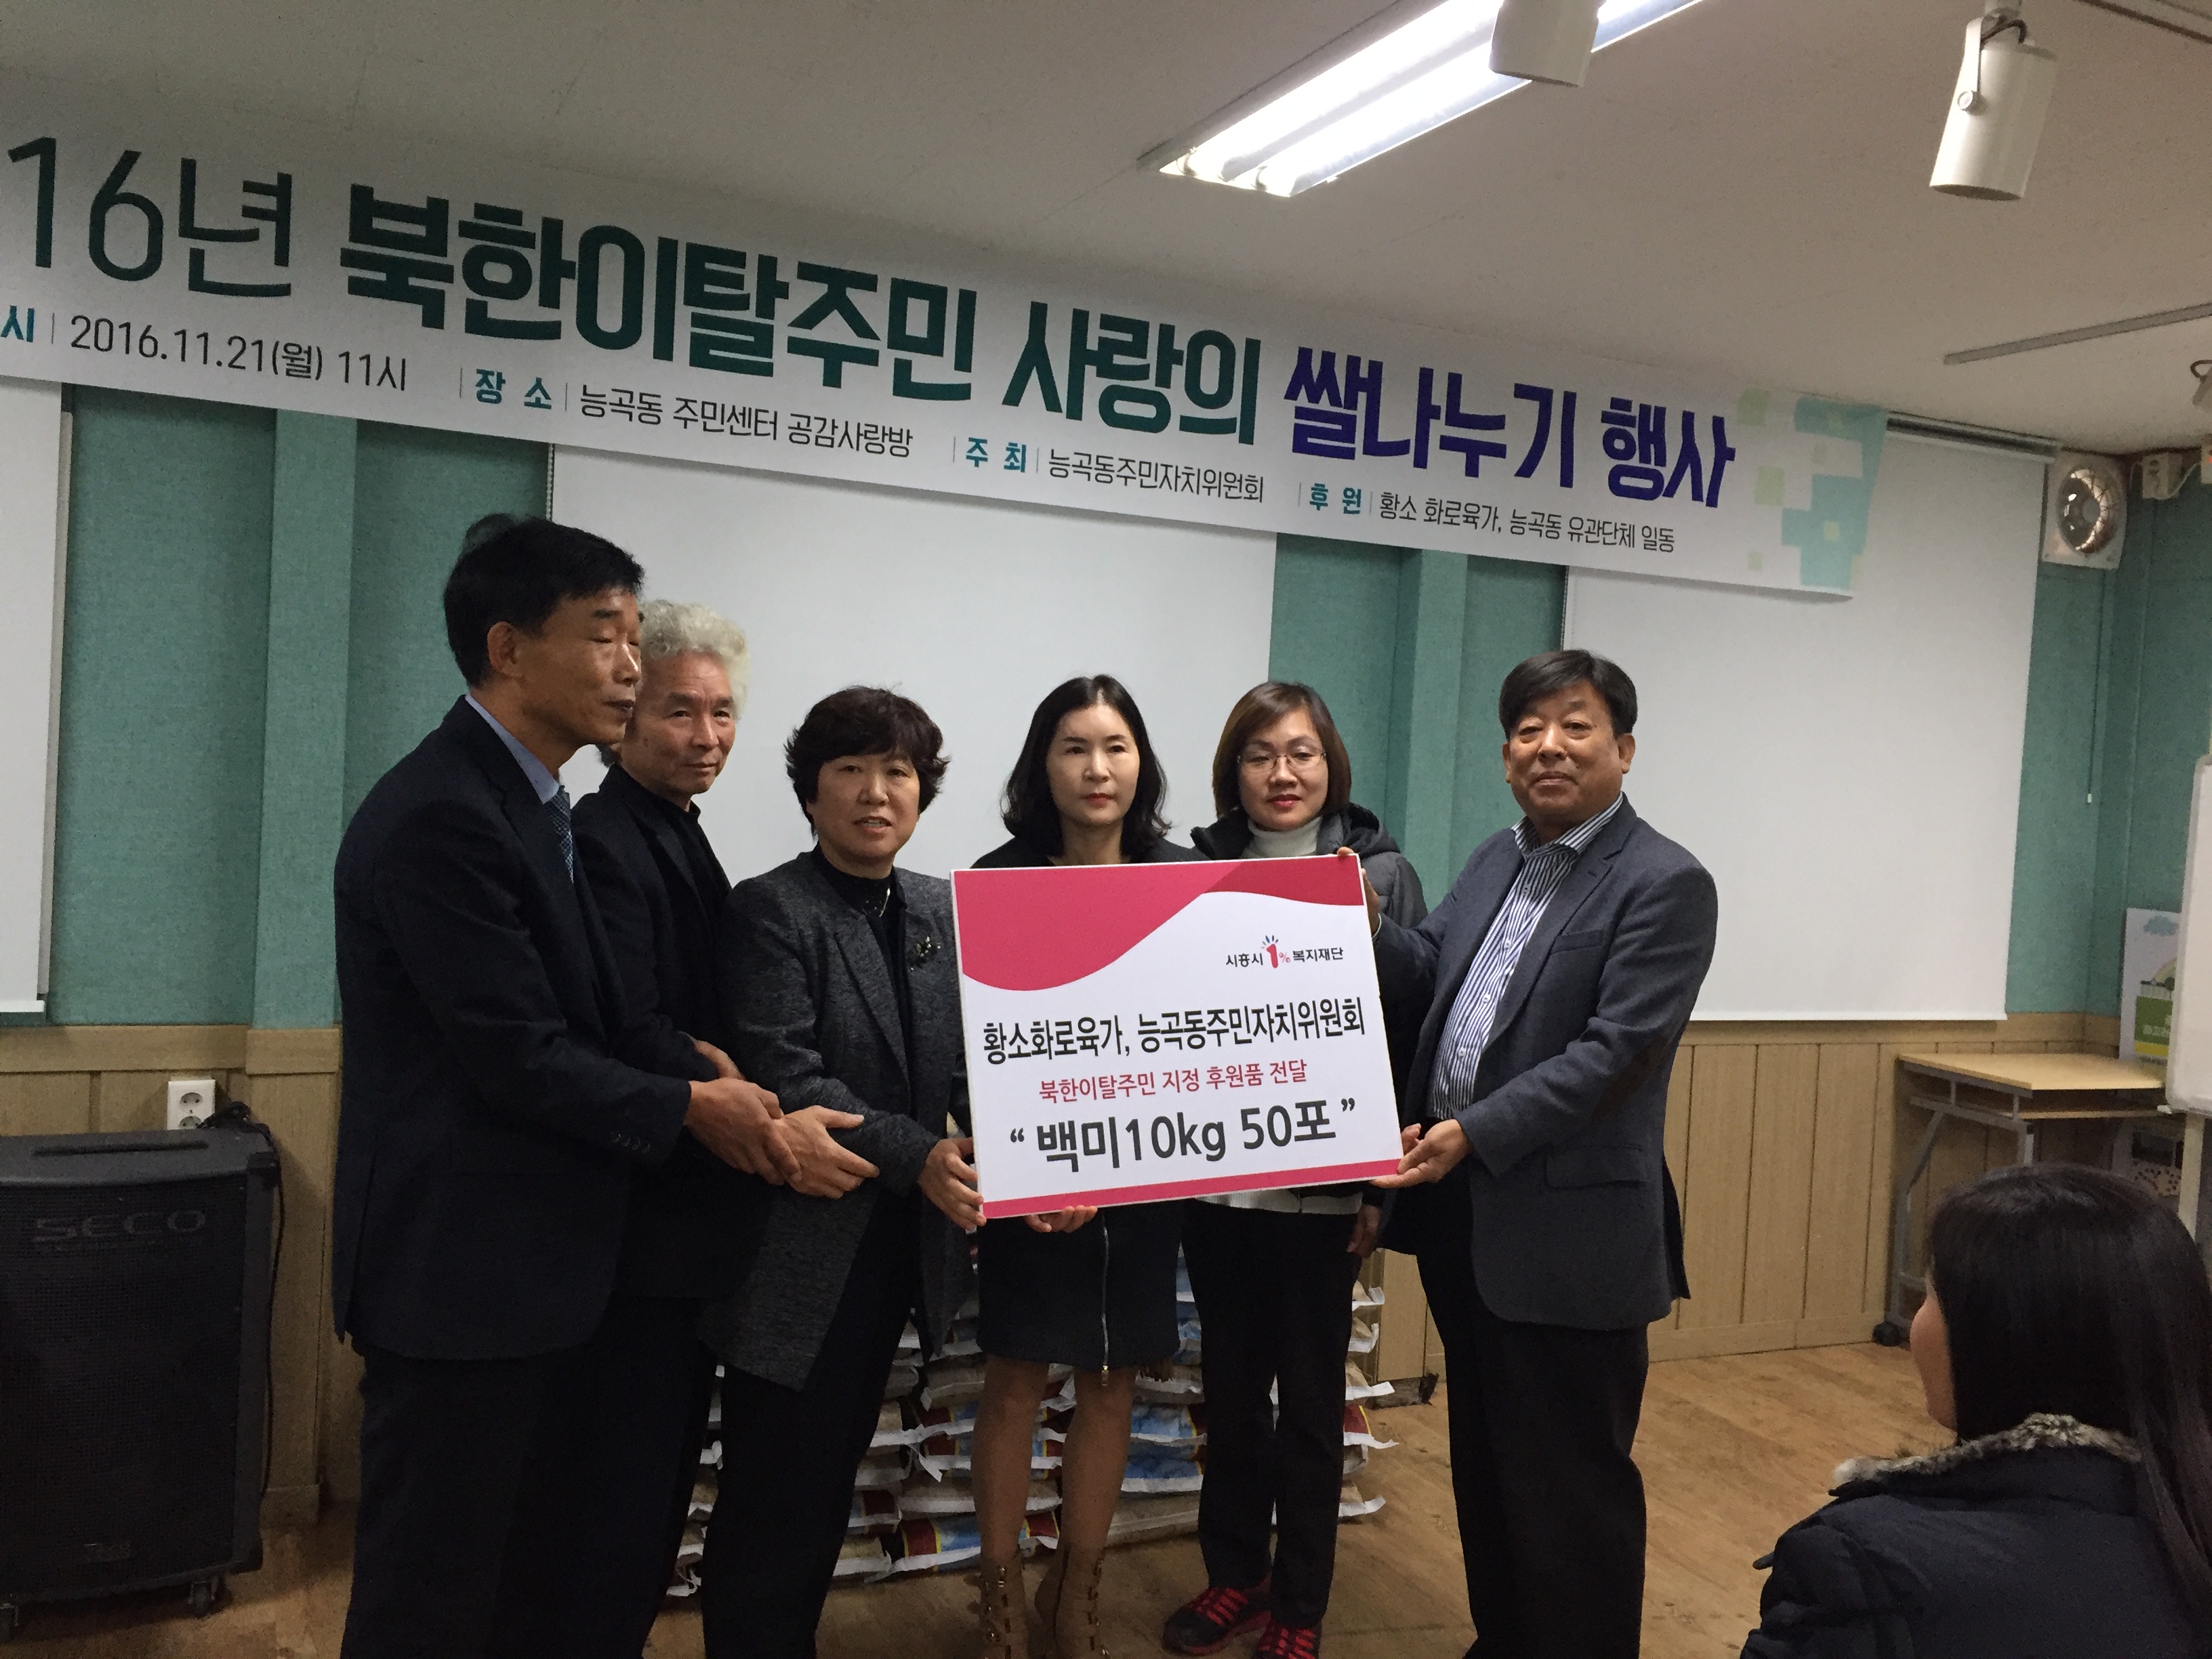 16년 북한이탈주민 사랑의 쌀나누기 행사
시 | 2016.11.21(월) 11시 | 장 소 | 능곡동 주민센터 공감사랑방 | 주 최 | 능곡동주민자치위원회 | 후 원 | 황소 화로육가, 능곡동 유관단체 일동
시흥시 1% 복지재단
황소화로육가, 능곡동주민자치위원회
북한이탈주민 지정 후원품 전달
“ 백미10kg 50포 ”
SECO